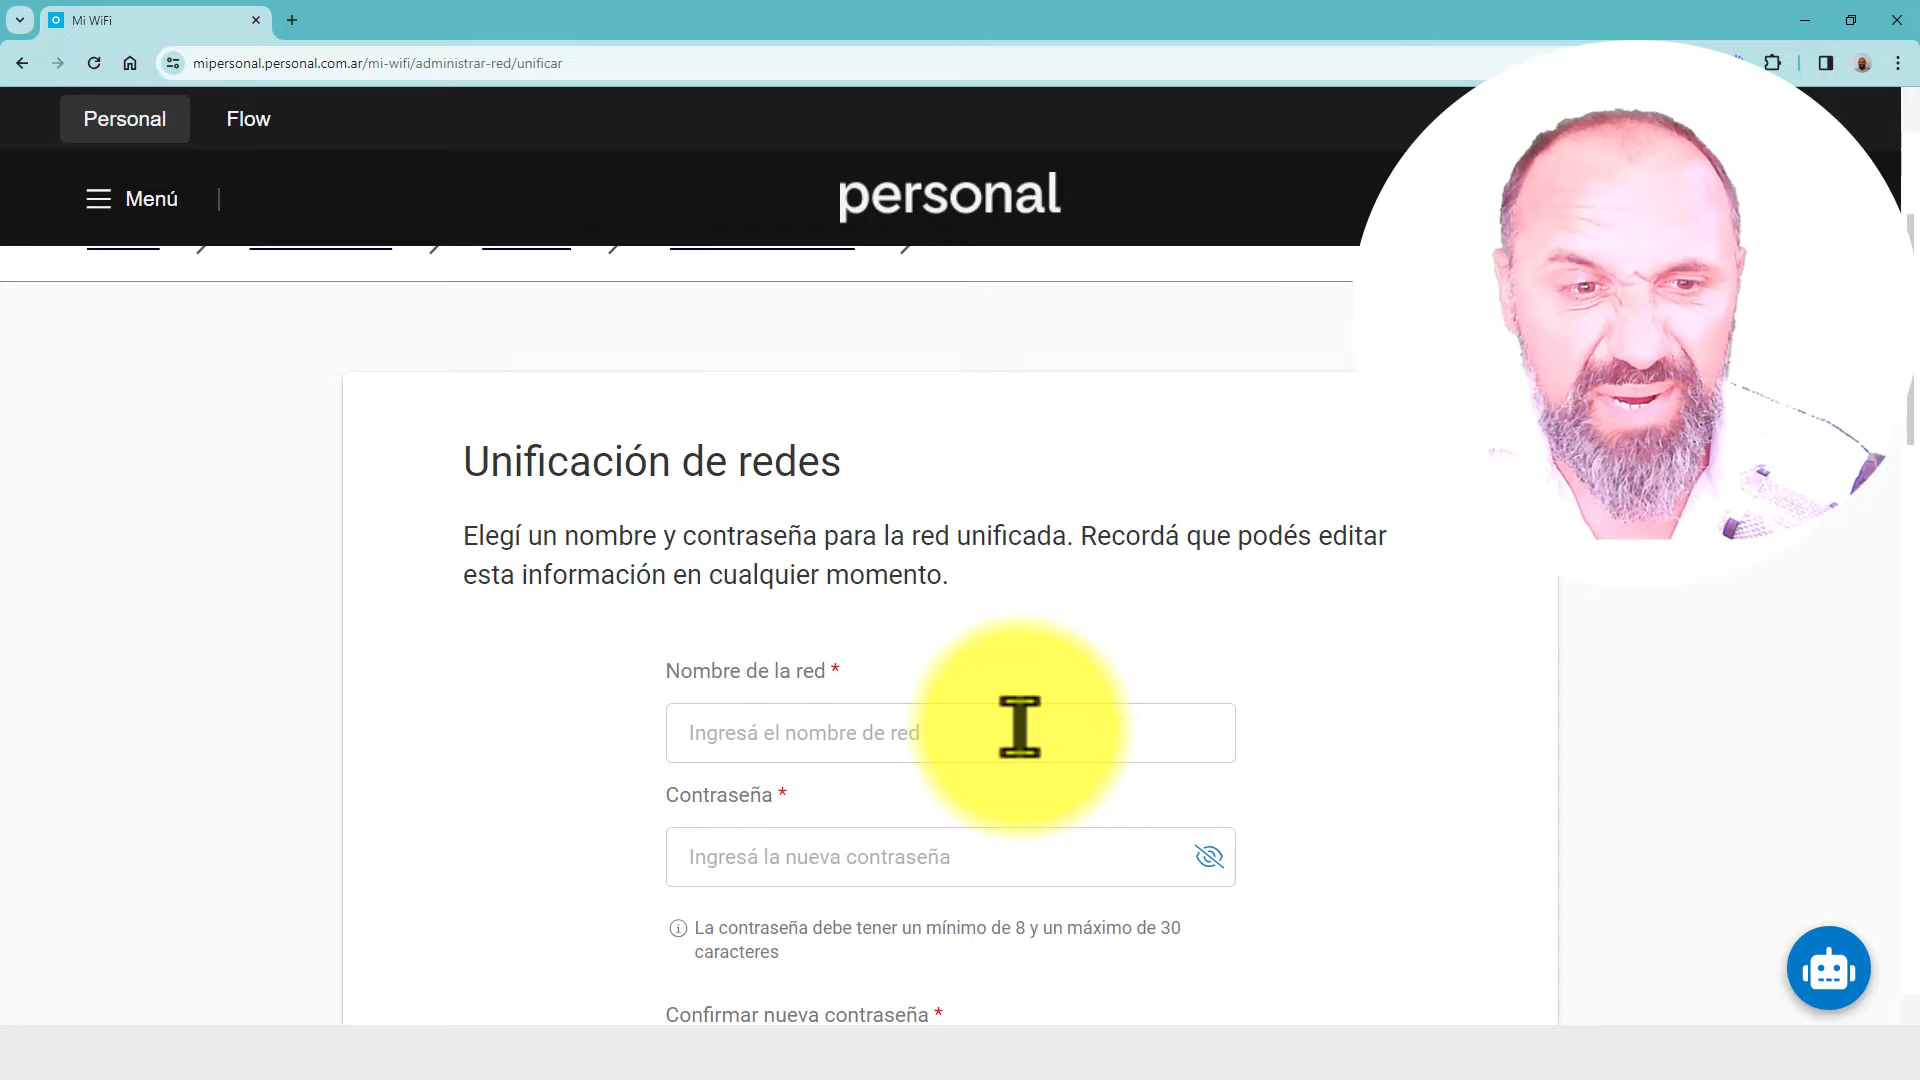 Mi WiFi
mipersonal.personal.com.ar/mi-wifi/administrar-red/unificar
Personal
Flow
Menú
personal
Unificación de redes
Elegí un nombre y contraseña para la red unificada. Recordá que podés editar
esta información en cualquier momento.
Nombre de la red *
Ingresá el nombre de red
Contraseña *
Ingresá la nueva contraseña
La contraseña debe tener un mínimo de 8 y un máximo de 30
caracteres
Confirmar nueva contraseña *